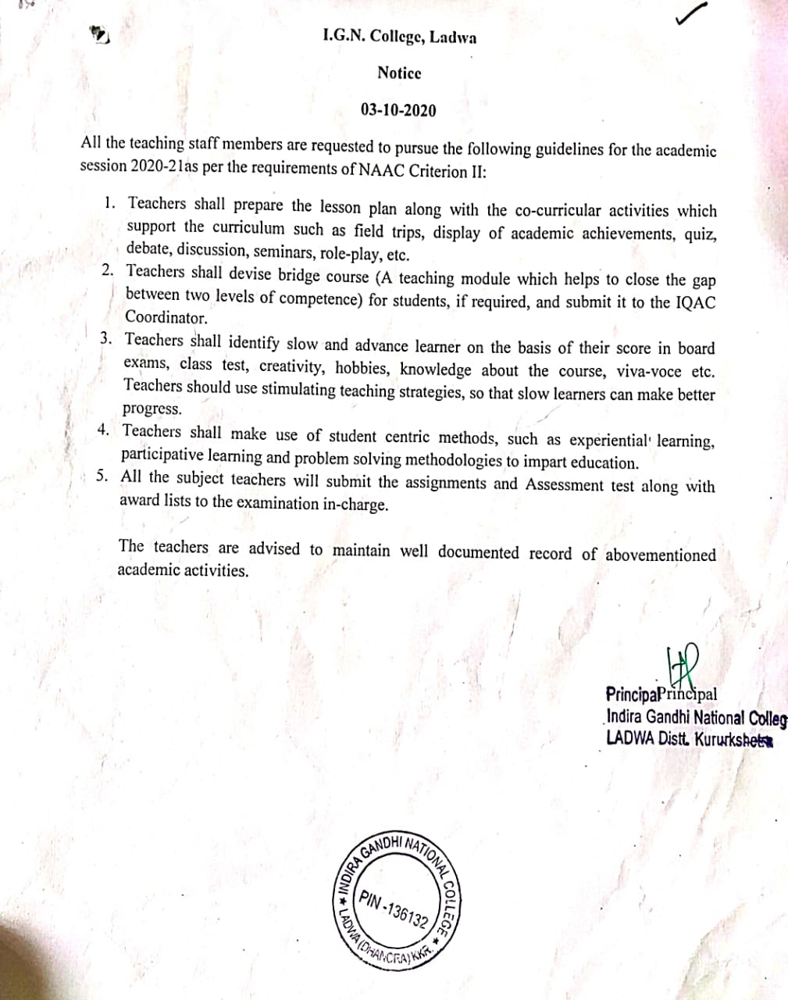 I.G.N. College, Ladwa
Notice
03-10-2020
All the teaching staff members are requested to pursue the following guidelines for the academic
session 2020-21as per the requirements of NAAC Criterion II:
1. Teachers shall prepare the lesson plan along with the co-curricular activities which
support the curriculum such as field trips, display of academic achievements, quiz,
debate, discussion, seminars, role-play, etc.
2. Teachers shall devise bridge course (A teaching module which helps to close the gap
between two levels of competence) for students, if required, and submit it to the IQAC
Coordinator.
3. Teachers shall identify slow and advance learner on the basis of their score in board
exams, class test, creativity, hobbies, knowledge about the course, viva-voce etc.
Teachers should use stimulating teaching strategies, so that slow learners can make better
progress.
4. Teachers shall make use of student centric methods, such as experiential learning,
participative learning and problem solving methodologies to impart education.
5. All the subject teachers will submit the assignments and Assessment test along with
award lists to the examination in-charge.
The teachers are advised to maintain well documented record of abovementioned
academic activities.
Principal
Indira Gandhi National Colleg
LADWA Distt. Kururkshetra
INDIRA GANDHI NATIONAL COLLEGE
PIN-136132
LADWA (DHANORA) KKR.